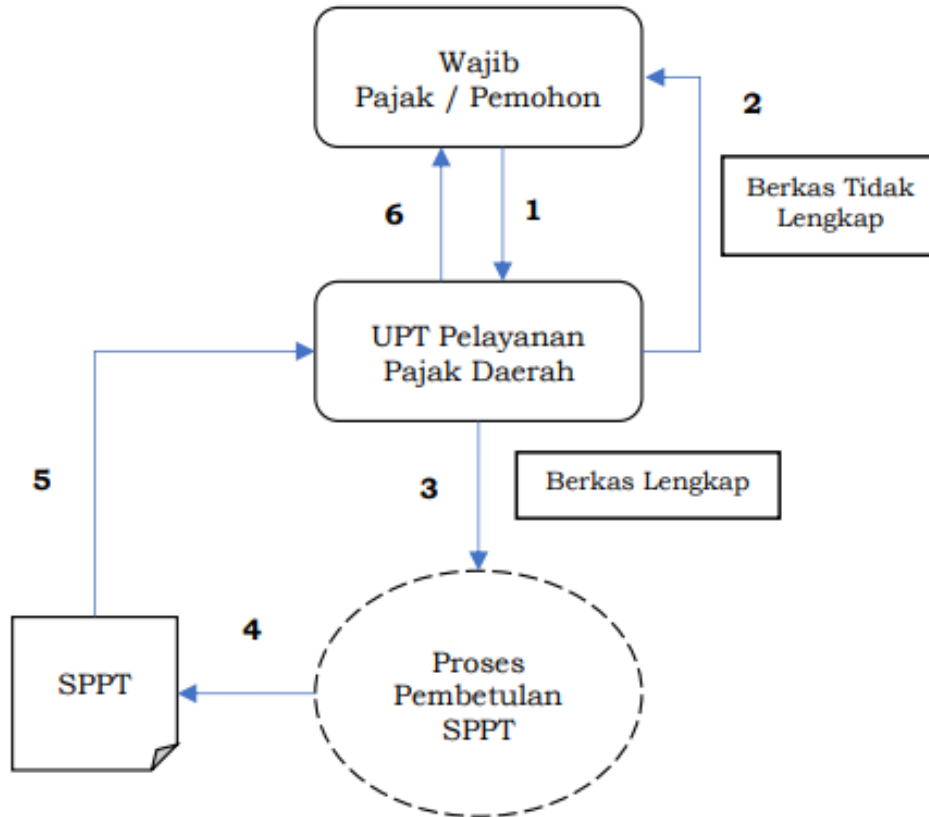 Wajib
Pajak / Pemohon
2
Berkas Tidak
Lengkap
6
1
UPT Pelayanan
Pajak Daerah
5
3
Berkas Lengkap
4
SPPT
Proses
Pembetulan
SPPT